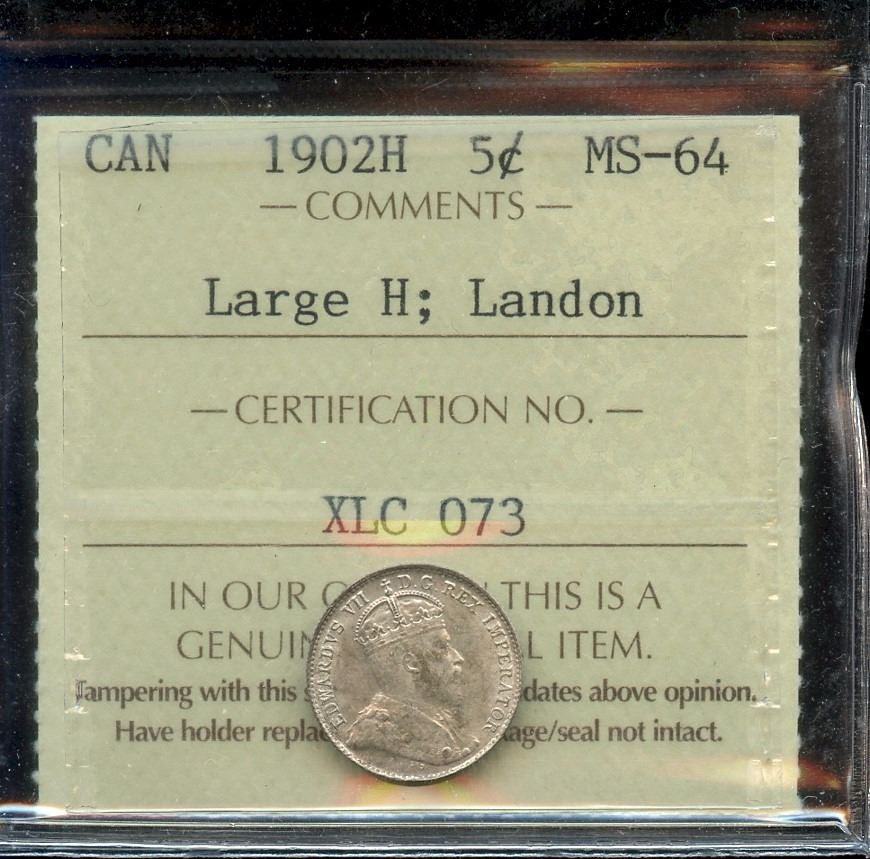 CAN 1902H 5¢ MS-64
— COMMENTS —
Large H; Landon
— CERTIFICATION NO. —
XLC 073
IN OUR THIS IS A
ITEM.
Tampering with this dates above opinion.
Have holder seal not intact.
EDWARDVS VII D.G. REX IMPERATOR